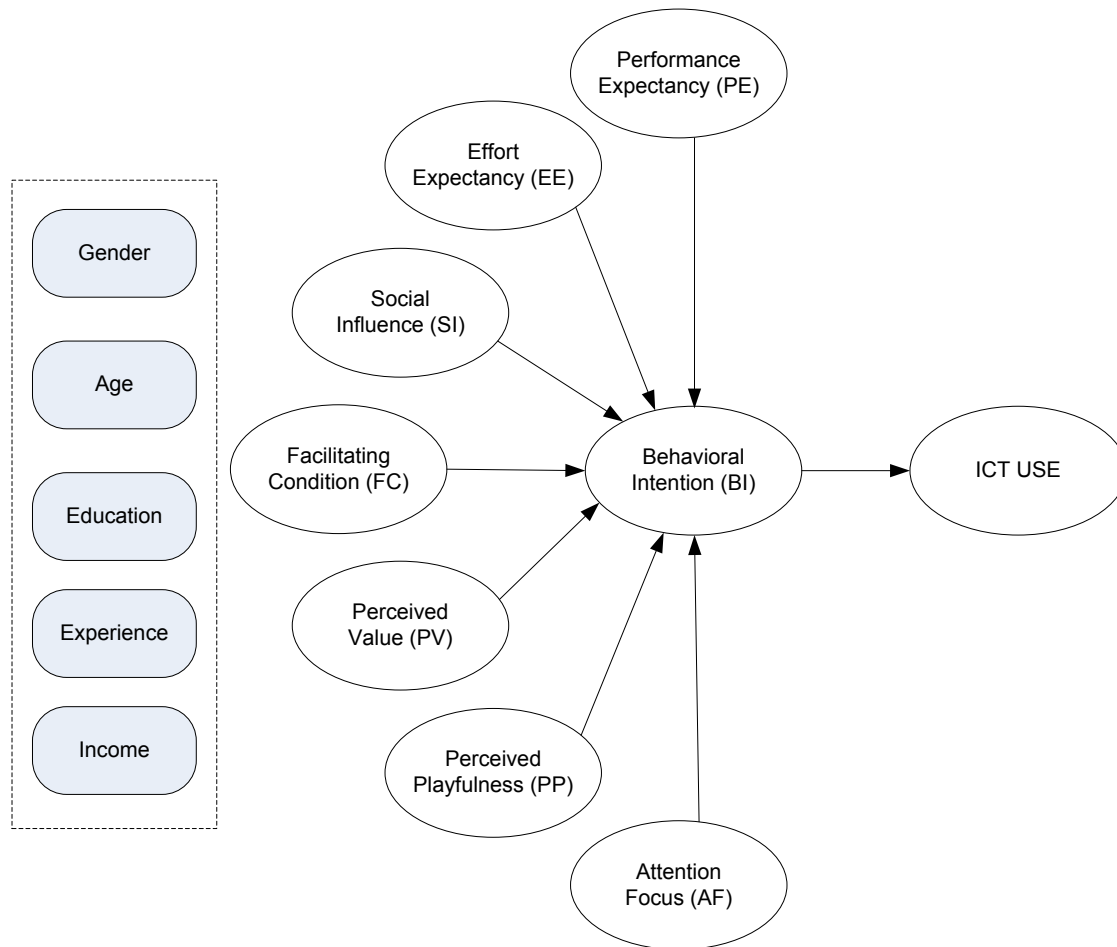 Performance
Expectancy (PE)
Effort
Expectancy (EE)
Gender
Social
Influence (SI)
Age
Facilitating
Condition (FC)
Behavioral
Intention (BI)
ICT USE
Education
Perceived
Value (PV)
Experience
Perceived
Playfulness (PP)
Income
Attention
Focus (AF)